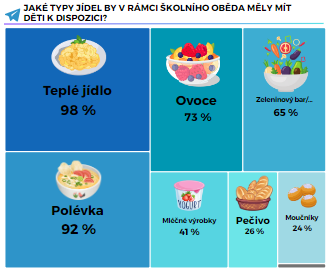 JAKÉ TYPY JÍDEL BY V RÁMCI ŠKOLNÍHO OBĚDA MĚLY MÍT
DĚTI K DISPOZICI?
Teplé jídlo
98 %
Polévka
92 %
Ovoce
73 %
Zeleninový bar/...
65 %
Mléčné výrobky
41 %
Pečivo
26 %
Moučníky
24 %
YOGURT